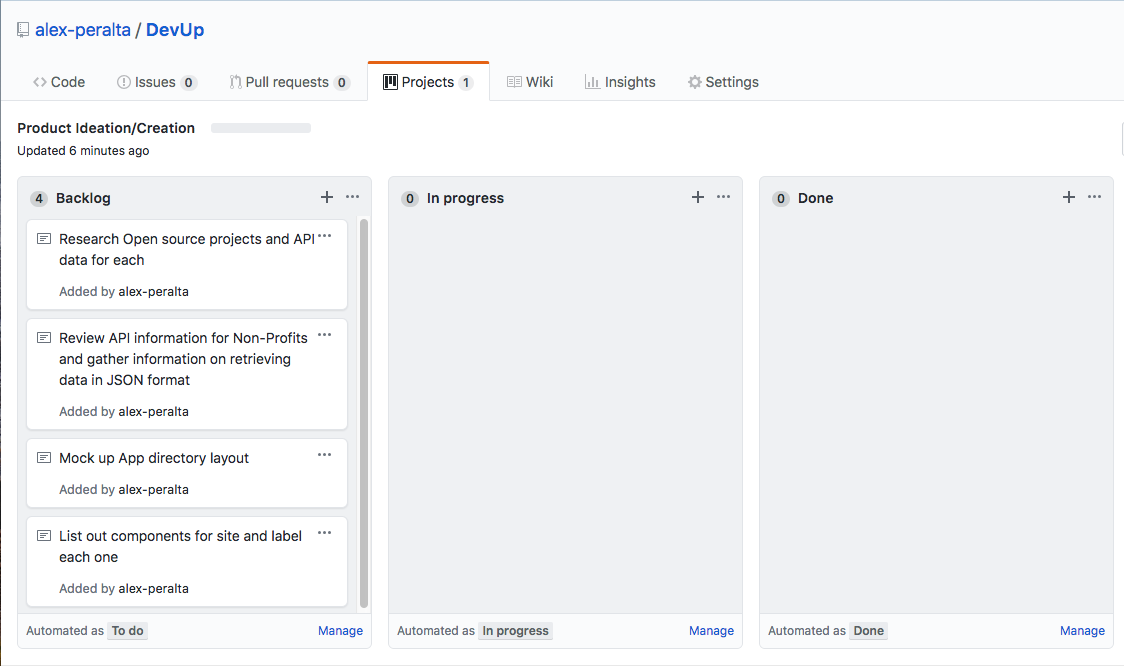 alex-peralta / DevUp
Code Issues 0 Pull requests 0 Projects 1 Wiki Insights Settings
Product Ideation/Creation
Updated 6 minutes ago
4 Backlog
Research Open source projects and API
data for each
Added by alex-peralta
Review API information for Non-Profits
and gather information on retrieving
data in JSON format
Added by alex-peralta
Mock up App directory layout
Added by alex-peralta
List out components for site and label
each one
Added by alex-peralta
Automated as To do Manage
0 In progress
Automated as In progress Manage
0 Done
Automated as Done Manage